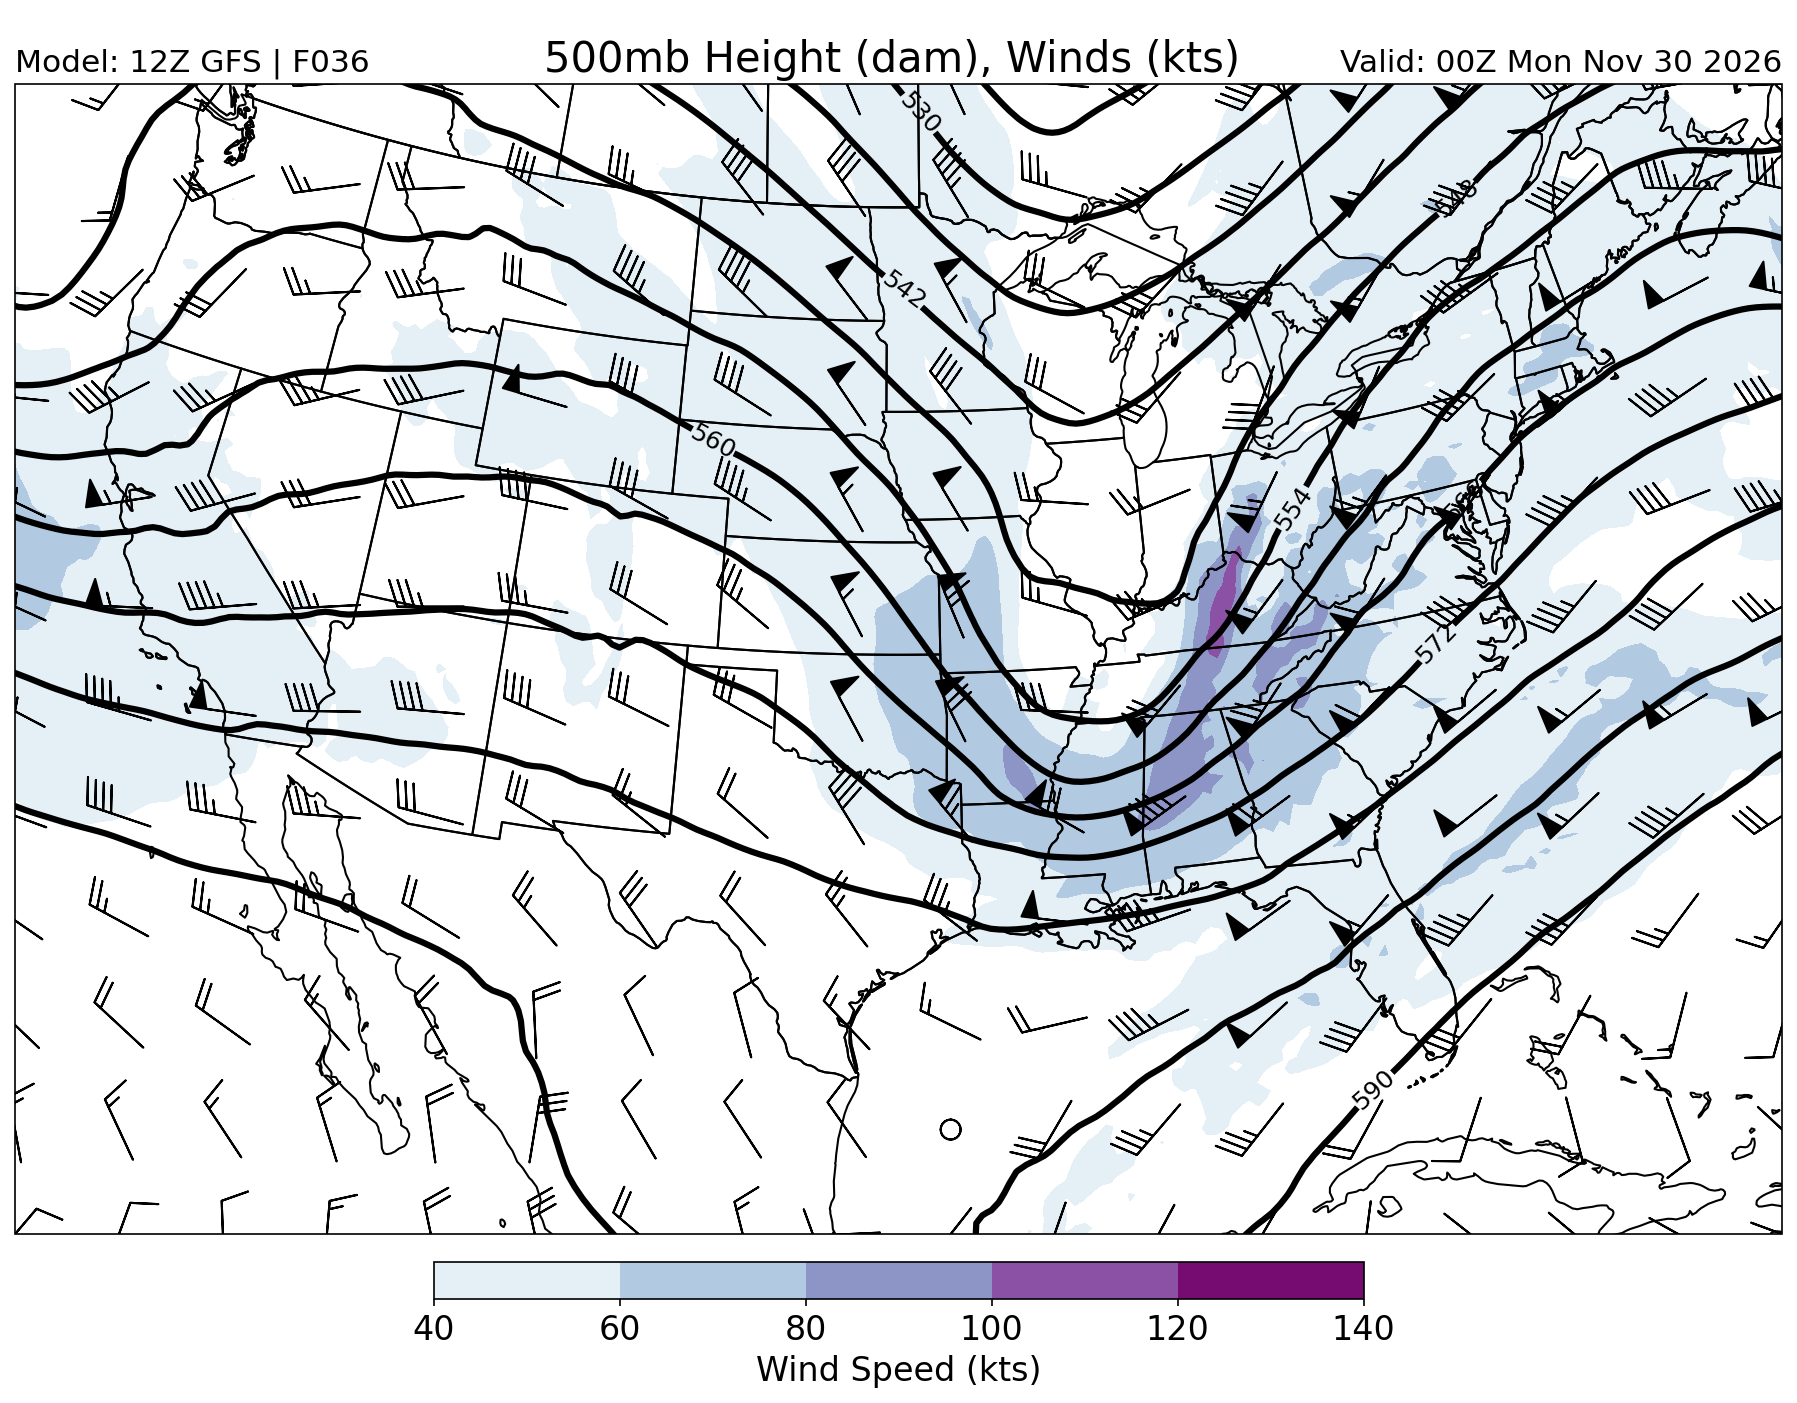 Model: 12Z GFS | F036
500mb Height (dam), Winds (kts)
Valid: 00Z Mon Nov 30 2026
530
548
542
560
554
566
572
590
40 60 80 100 120 140
Wind Speed (kts)